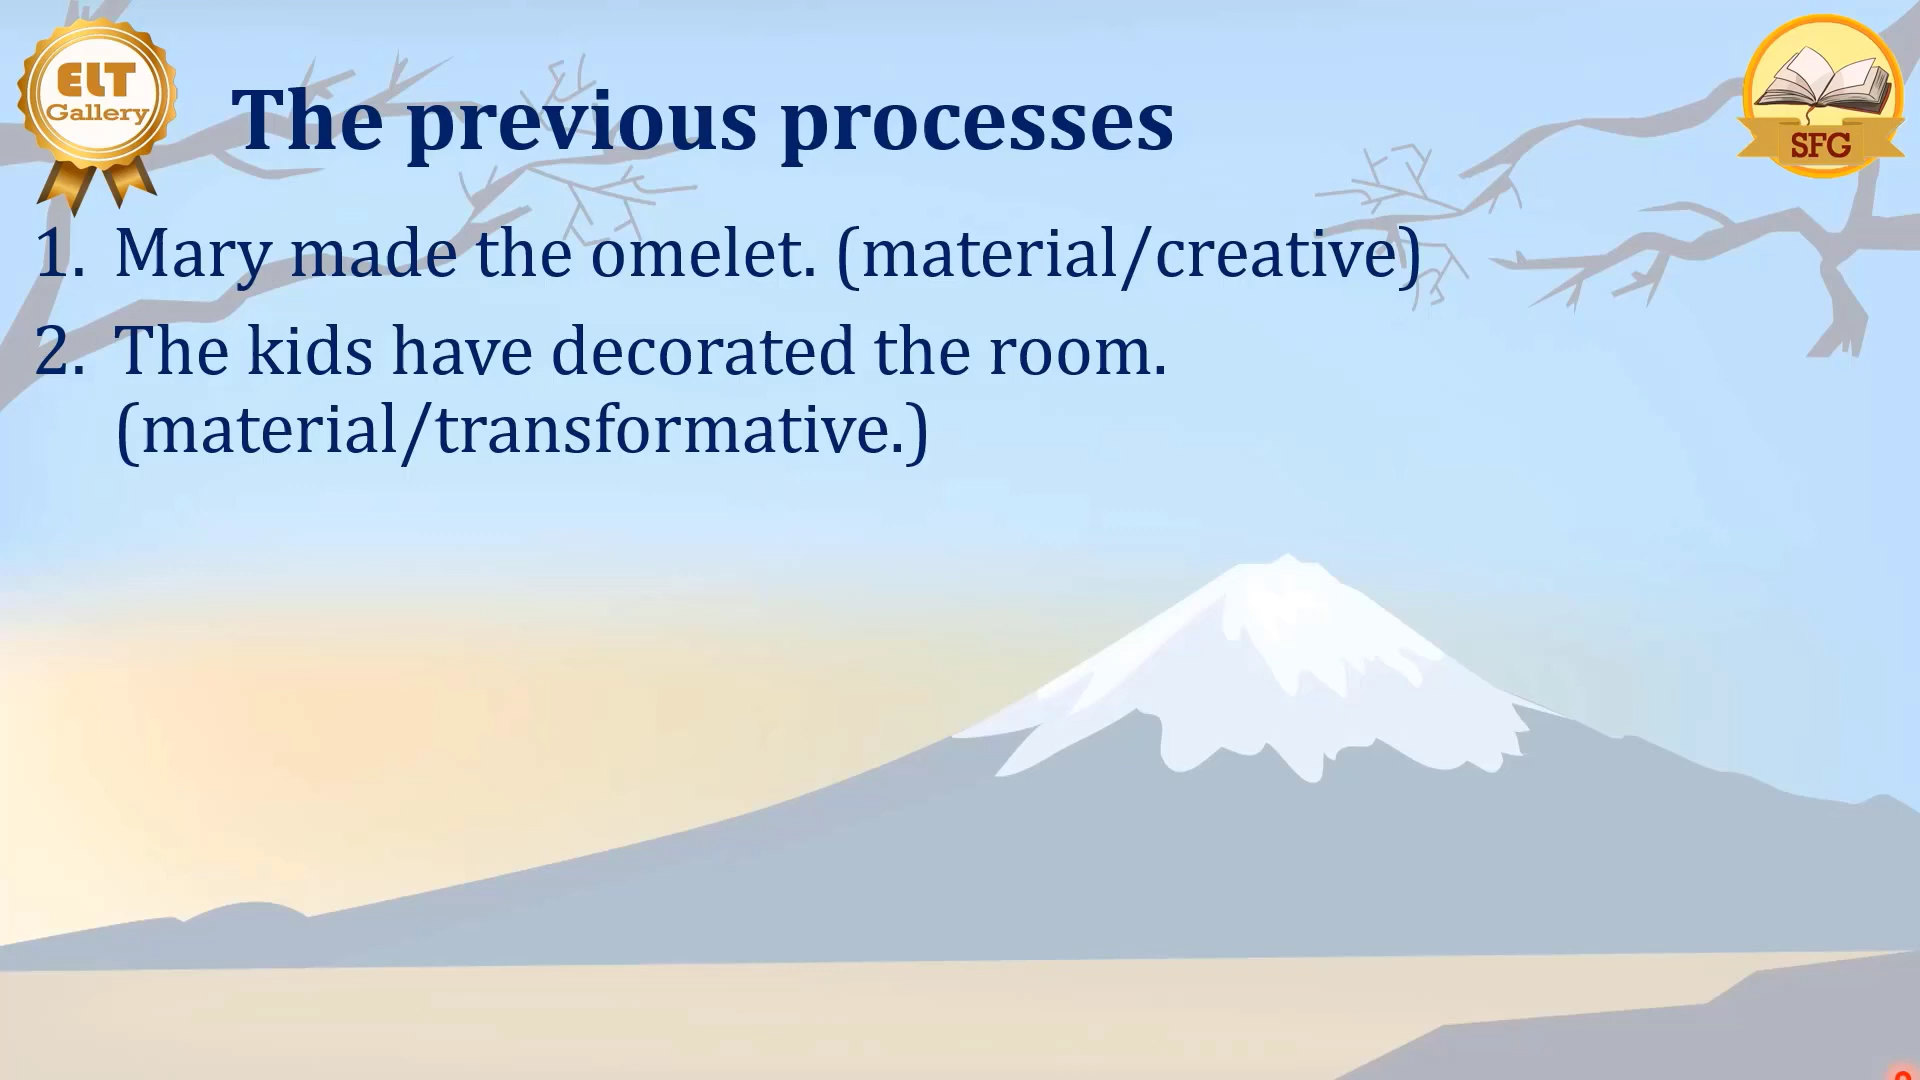 ELT
Gallery
The previous processes
SFG
1. Mary made the omelet. (material/creative)
2. The kids have decorated the room.
(material/transformative.)